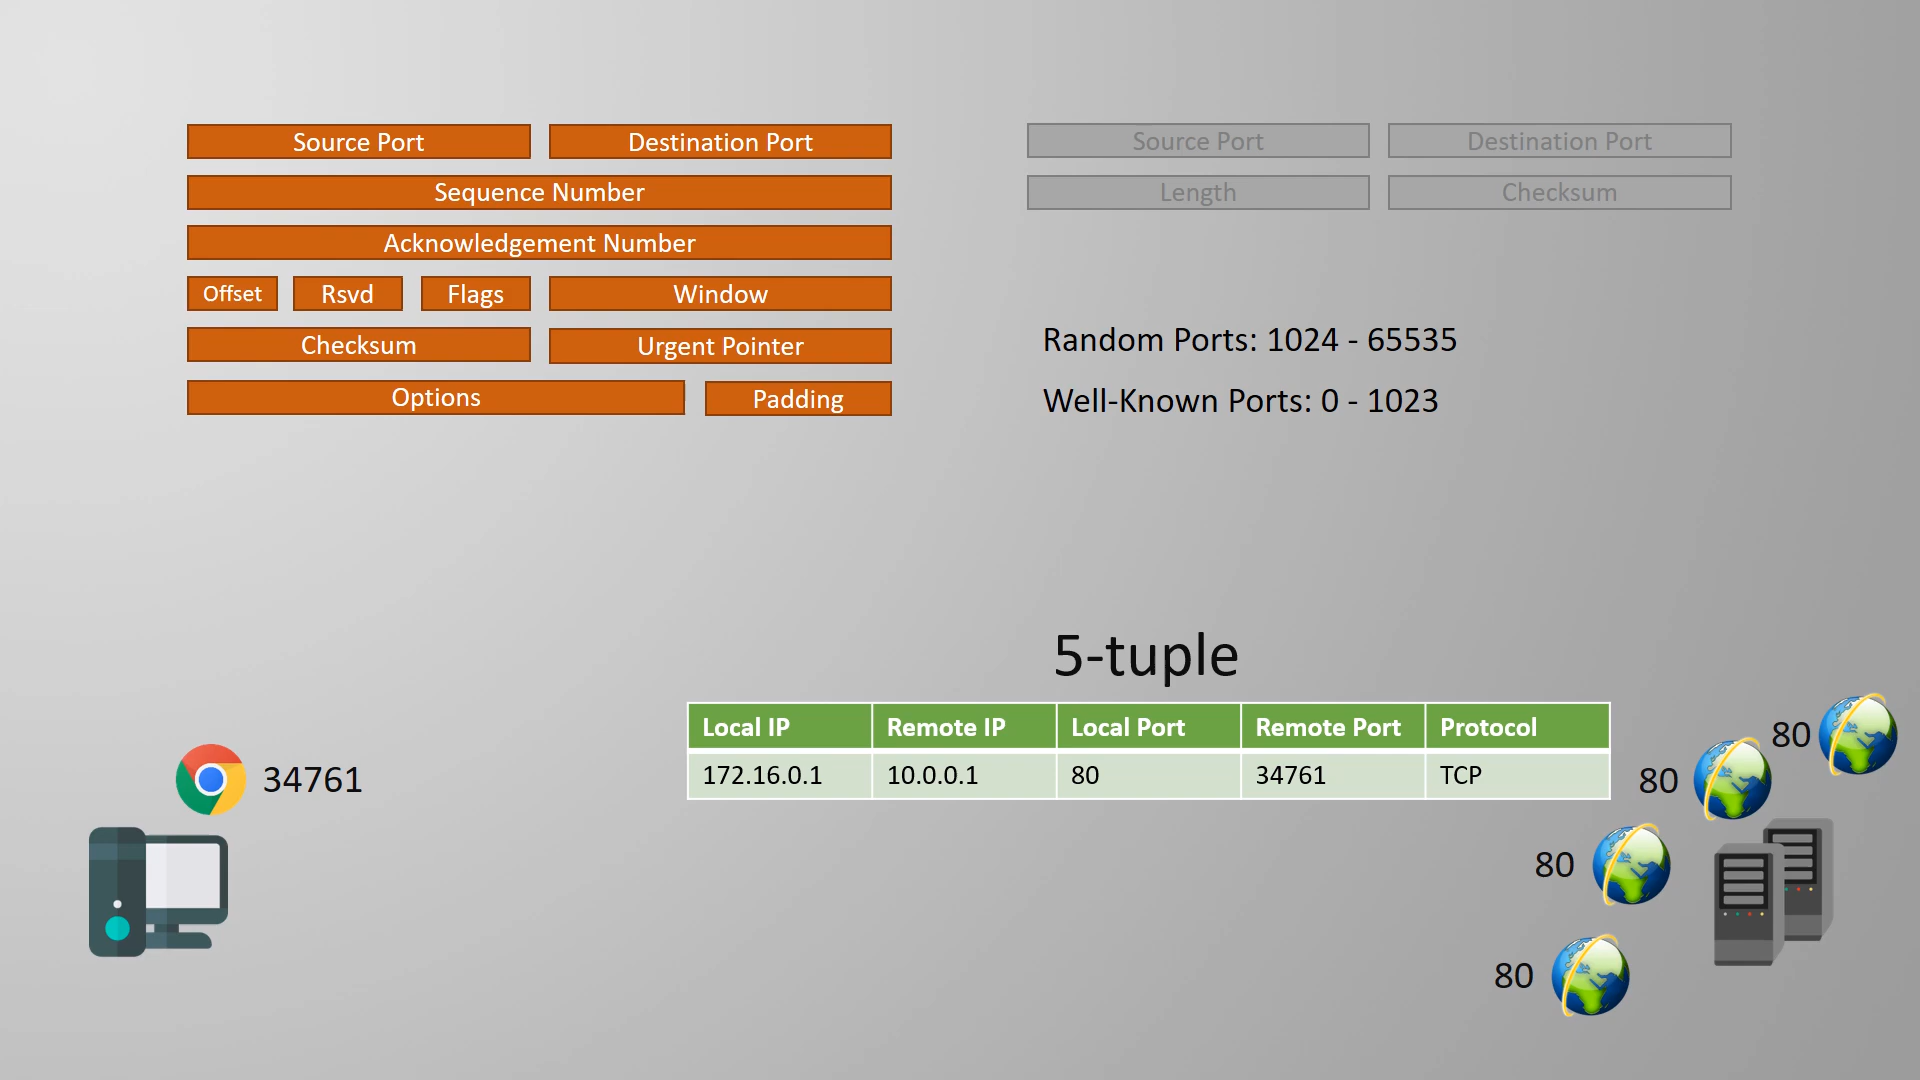 Source Port
Destination Port
Sequence Number
Acknowledgement Number
Offset
Rsvd
Flags
Window
Checksum
Urgent Pointer
Options
Padding
Source Port
Destination Port
Length
Checksum
Random Ports: 1024 - 65535
Well-Known Ports: 0 - 1023
5-tuple
Local IP Remote IP Local Port Remote Port Protocol
172.16.0.1 10.0.0.1 80 34761 TCP
34761
80
80
80
80